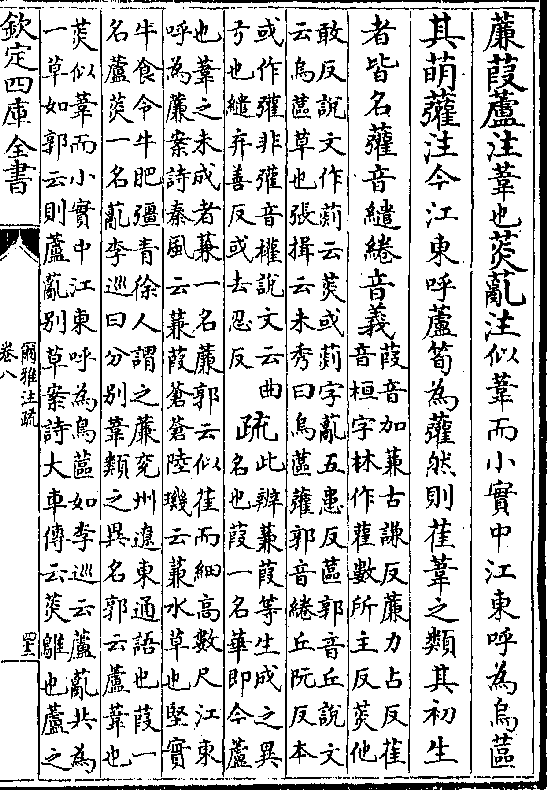 薕葭蘆注葦也菼薍注似葦而小實中江東呼為烏蓲
其萌虇注今江東呼蘆筍為虇然則萑葦之類其初生
者皆名虇音繾綣音義
葭音加蒹古謙反薕力占反萑
音桓字林作雚數所主反菼他
敢反說文作𦵹云菼或𦵹字薍五患反蓲郭音丘說文
云烏蓲草也張揖云未秀曰烏蓲虇郭音綣丘阮反本
或作非音權說文云曲
弓也繾弃善反或去忍反
疏
此辨蒹葭等生成之異
名也葭一名華即今蘆
也葦之未成者蒹一名薕郭云似萑而細高數尺江東
呼為薕案詩秦風云蒹葭蒼蒼陸璣云蒹水草也堅實
牛食令牛肥彊青徐人謂之薕兗州遼東通語也葭一
名蘆菼一名薍李巡曰分别葦類之異名郭云蘆葦也
菼似葦而小實中江東呼為烏蓲如李巡云蘆薍共為
一草如郭云則蘆薍别草案詩大車傳云菼鵻也蘆之
欽定四庫全書
爾雅注疏
卷八